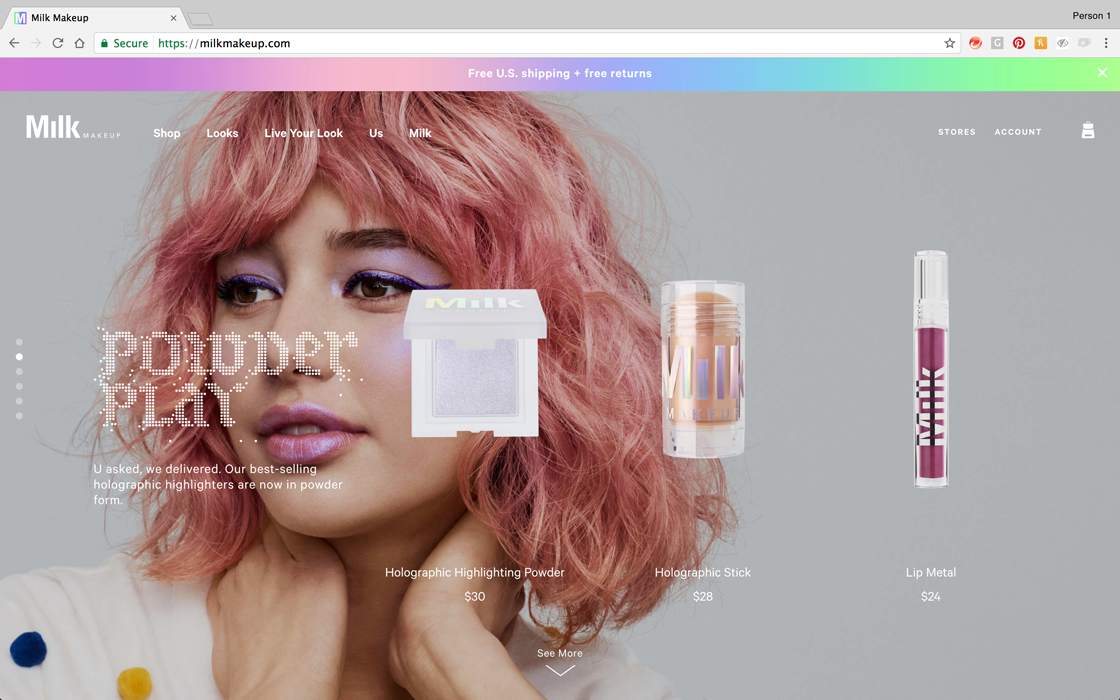 Milk Makeup
Person 1
Secure https://milkmakeup.com
Free U.S. shipping + free returns
Milk MAKEUP
Shop Looks Live Your Look Us Milk
STORES ACCOUNT
Milk
MILK
MAKEUP
Milk
POWDER
PLAY
U asked, we delivered. Our best-selling
holographic highlighters are now in powder
form.
Holographic Highlighting Powder
$30
Holographic Stick
$28
Lip Metal
$24
See More